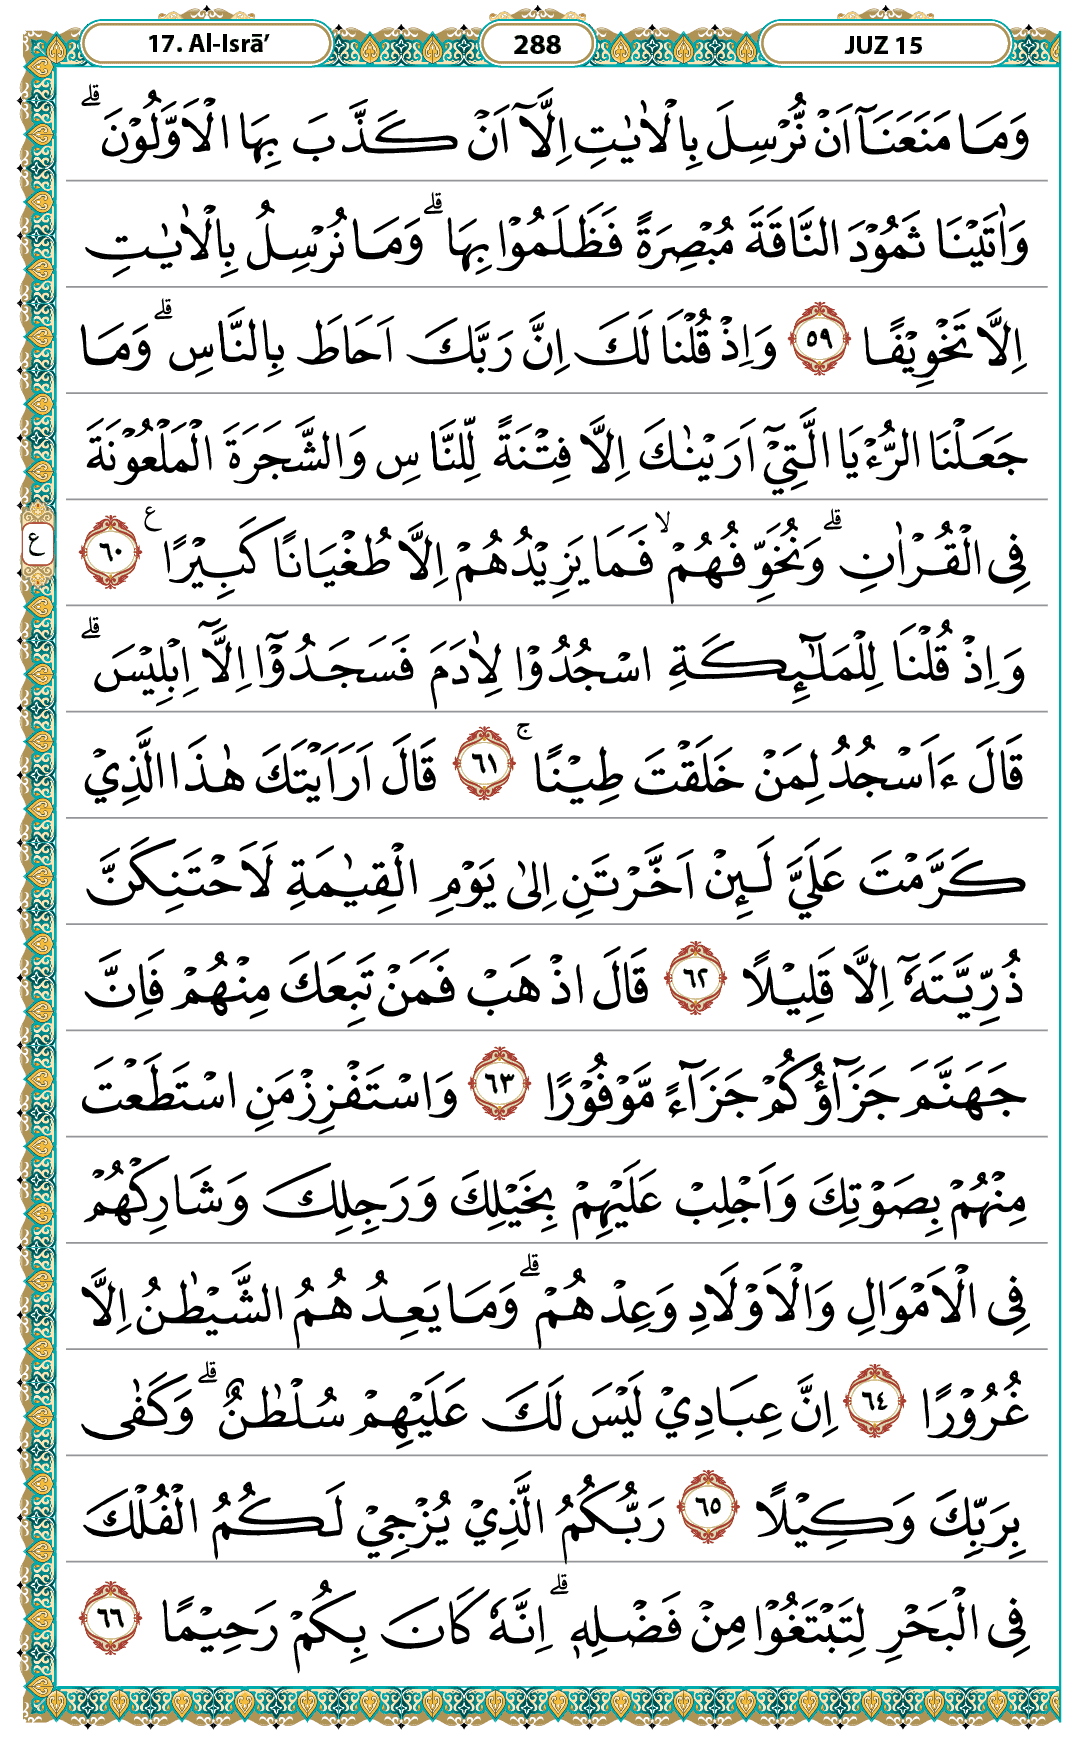 17. Al-Isrā’
288
JUZ 15
وَمَا مَنَعَنَآ اَنْ نُّرْسِلَ بِالْاٰيٰتِ اِلَّآ اَنْ كَذَّبَ بِهَا الْاَوَّلُوْنَۗ
وَاٰتَيْنَا ثَمُوْدَ النَّاقَةَ مُبْصِرَةً فَظَلَمُوْا بِهَاۗ وَمَا نُرْسِلُ بِالْاٰيٰتِ
اِلَّا تَخْوِيْفًا ٥٩ وَاِذْ قُلْنَا لَكَ اِنَّ رَبَّكَ اَحَاطَ بِالنَّاسِۗ وَمَا
جَعَلْنَا الرُّءْيَا الَّتِيْٓ اَرَيْنٰكَ اِلَّا فِتْنَةً لِّلنَّاسِ وَالشَّجَرَةَ الْمَلْعُوْنَةَ
فِى الْقُرْاٰنِۗ وَنُخَوِّفُهُمْۙ فَمَا يَزِيْدُهُمْ اِلَّا طُغْيَانًا كَبِيْرًا ࣖ ٦٠
ع
وَاِذْ قُلْنَا لِلْمَلٰۤىِٕكَةِ اسْجُدُوْا لِاٰدَمَ فَسَجَدُوْٓا اِلَّآ اِبْلِيْسَۗ
قَالَ ءَاَسْجُدُ لِمَنْ خَلَقْتَ طِيْنًاۚ ٦١ قَالَ اَرَاَيْتَكَ هٰذَا الَّذِيْ
كَرَّمْتَ عَلَيَّ لَىِٕنْ اَخَّرْتَنِ اِلٰى يَوْمِ الْقِيٰمَةِ لَاَحْتَنِكَنَّ
ذُرِّيَّتَهٗٓ اِلَّا قَلِيْلًا ٦٢ قَالَ اذْهَبْ فَمَنْ تَبِعَكَ مِنْهُمْ فَاِنَّ
جَهَنَّمَ جَزَاۤؤُكُمْ جَزَاۤءً مَّوْفُوْرًا ٦٣ وَاسْتَفْزِزْ مَنِ اسْتَطَعْتَ
مِنْهُمْ بِصَوْتِكَ وَاَجْلِبْ عَلَيْهِمْ بِخَيْلِكَ وَرَجِلِكَ وَشَارِكْهُمْ
فِى الْاَمْوَالِ وَالْاَوْلَادِ وَعِدْهُمْۗ وَمَا يَعِدُهُمُ الشَّيْطٰنُ اِلَّا
غُرُوْرًا ٦٤ اِنَّ عِبَادِيْ لَيْسَ لَكَ عَلَيْهِمْ سُلْطٰنٌۗ وَكَفٰى
بِرَبِّكَ وَكِيْلًا ٦٥ رَبُّكُمُ الَّذِيْ يُزْجِيْ لَكُمُ الْفُلْكَ
فِى الْبَحْرِ لِتَبْتَغُوْا مِنْ فَضْلِهٖۗ اِنَّهٗ كَانَ بِكُمْ رَحِيْمًا ٦٦